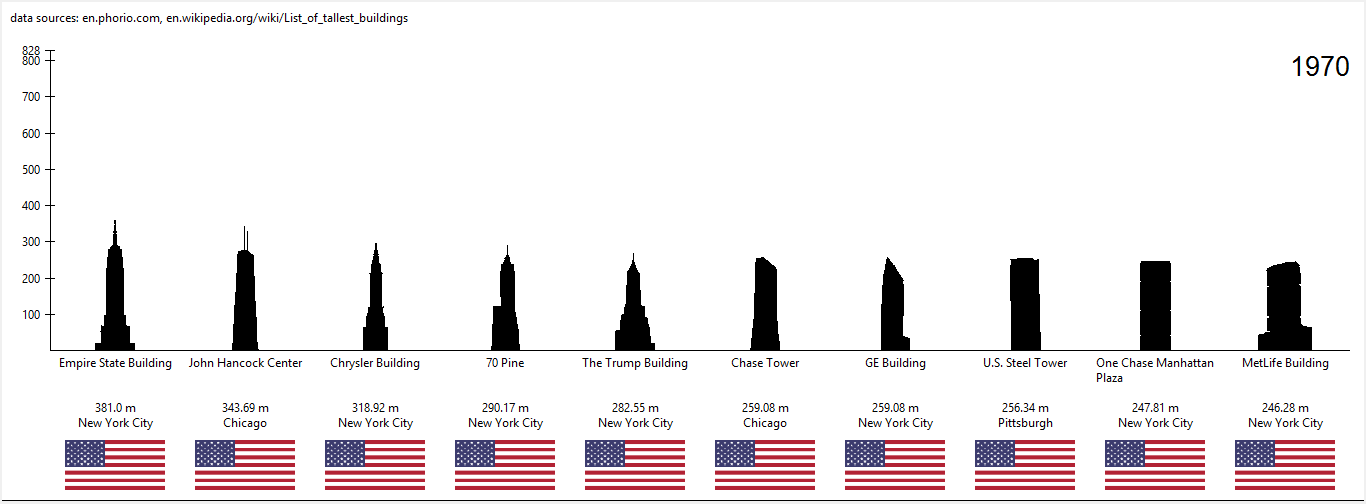 data sources: en.phorio.com, en.wikipedia.org/wiki/List_of_tallest_buildings
1970
828
800
700
600
500
400
300
200
100
Empire State Building John Hancock Center Chrysler Building 70 Pine The Trump Building Chase Tower GE Building U.S. Steel Tower One Chase Manhattan MetLife Building
Plaza
381.0 m 343.69 m 318.92 m 290.17 m 282.55 m 259.08 m 259.08 m 256.34 m 247.81 m 246.28 m
New York City Chicago New York City New York City New York City Chicago New York City Pittsburgh New York City New York City